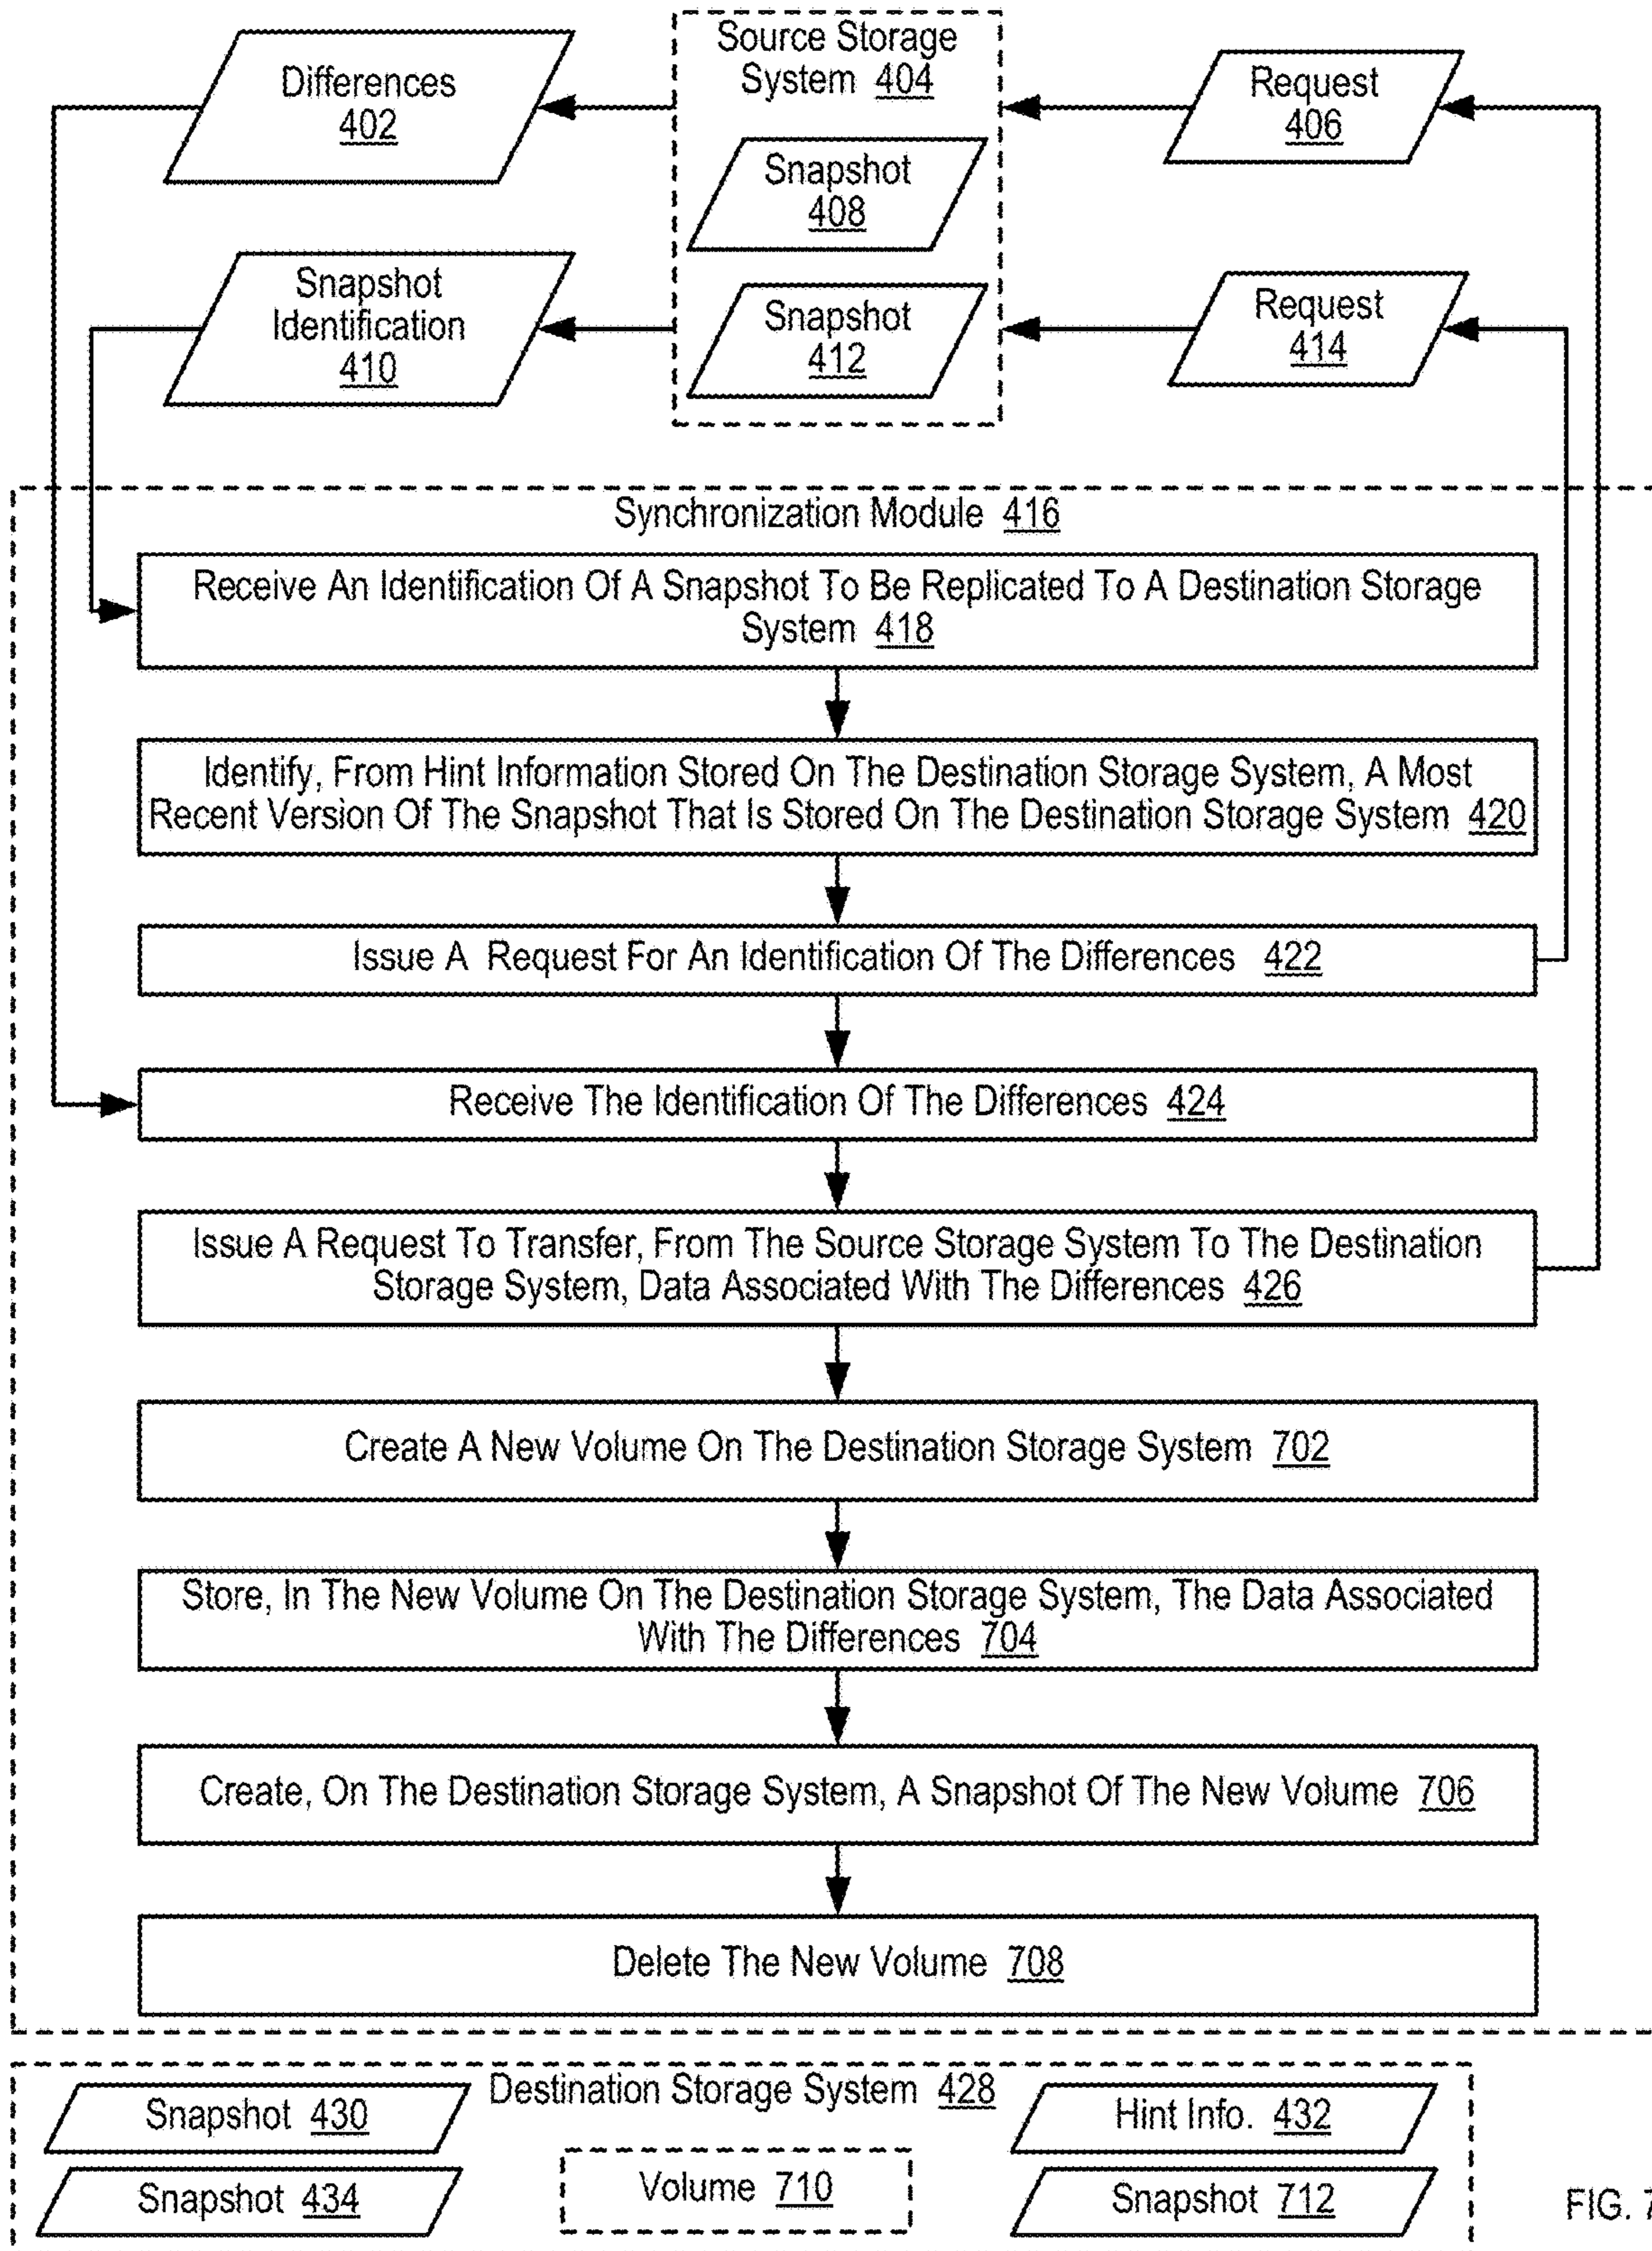 Differences
402
Source Storage
System 404
Request
406
Snapshot
408
Snapshot
Identification
410
Snapshot
412
Request
414
Synchronization Module 416
Receive An Identification Of A Snapshot To Be Replicated To A Destination Storage
System 418
Identify, From Hint Information Stored On The Destination Storage System, A Most
Recent Version Of The Snapshot That Is Stored On The Destination Storage System 420
Issue A Request For An Identification Of The Differences 422
Receive The Identification Of The Differences 424
Issue A Request To Transfer, From The Source Storage System To The Destination
Storage System, Data Associated With The Differences 426
Create A New Volume On The Destination Storage System 702
Store, In The New Volume On The Destination Storage System, The Data Associated
With The Differences 704
Create, On The Destination Storage System, A Snapshot Of The New Volume 706
Delete The New Volume 708
Destination Storage System 428
Snapshot 430
Hint Info. 432
Snapshot 434
Volume 710
Snapshot 712
FIG. 7